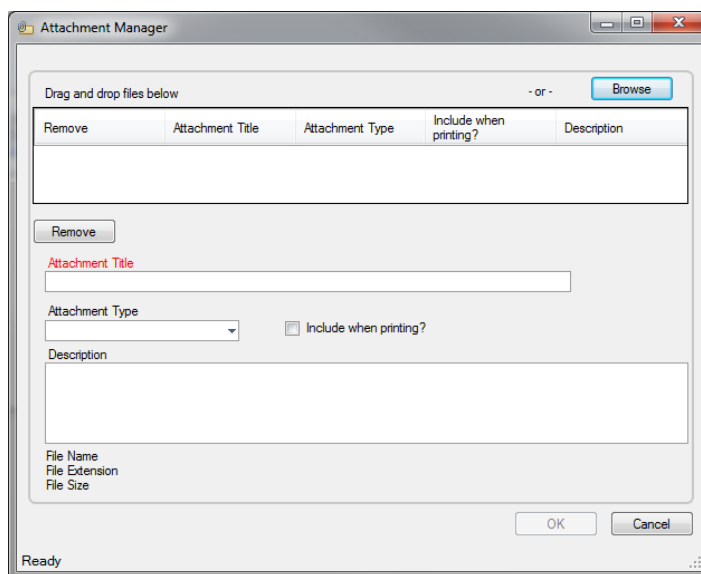 Attachment Manager
Drag and drop files below - or - Browse
Remove Attachment Title Attachment Type Include when printing? Description
Remove
Attachment Title
Attachment Type
Include when printing?
Description
File Name
File Extension
File Size
OK Cancel
Ready